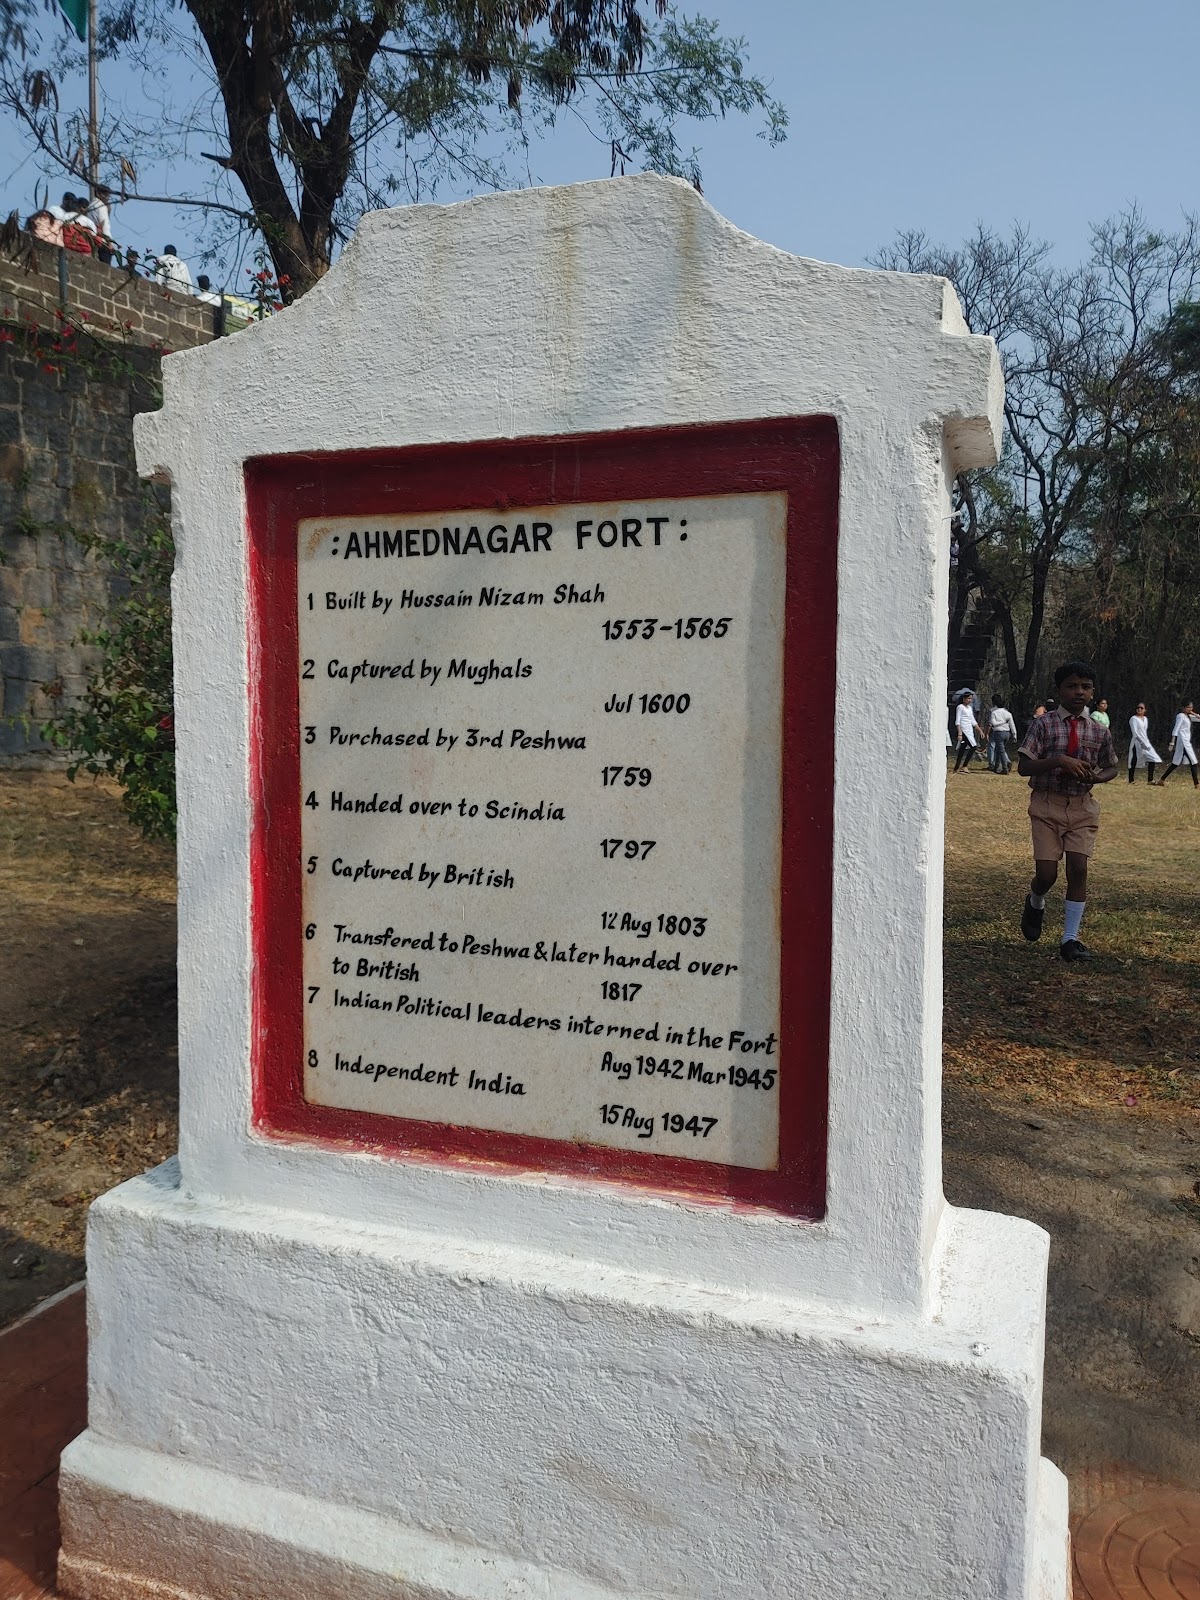 :AHMEDNAGAR FORT:
1 Built by Hussain Nizam Shah
1553-1565
2 Captured by Mughals
Jul 1600
3 Purchased by 3rd Peshwa
1759
4 Handed over to Scindia
1797
5 Captured by British
12 Aug 1803
6 Transfered to Peshwa & later handed over
to British
1817
7 Indian Political leaders interned in the Fort
Aug 1942 Mar 1945
8 Independent India
15 Aug 1947